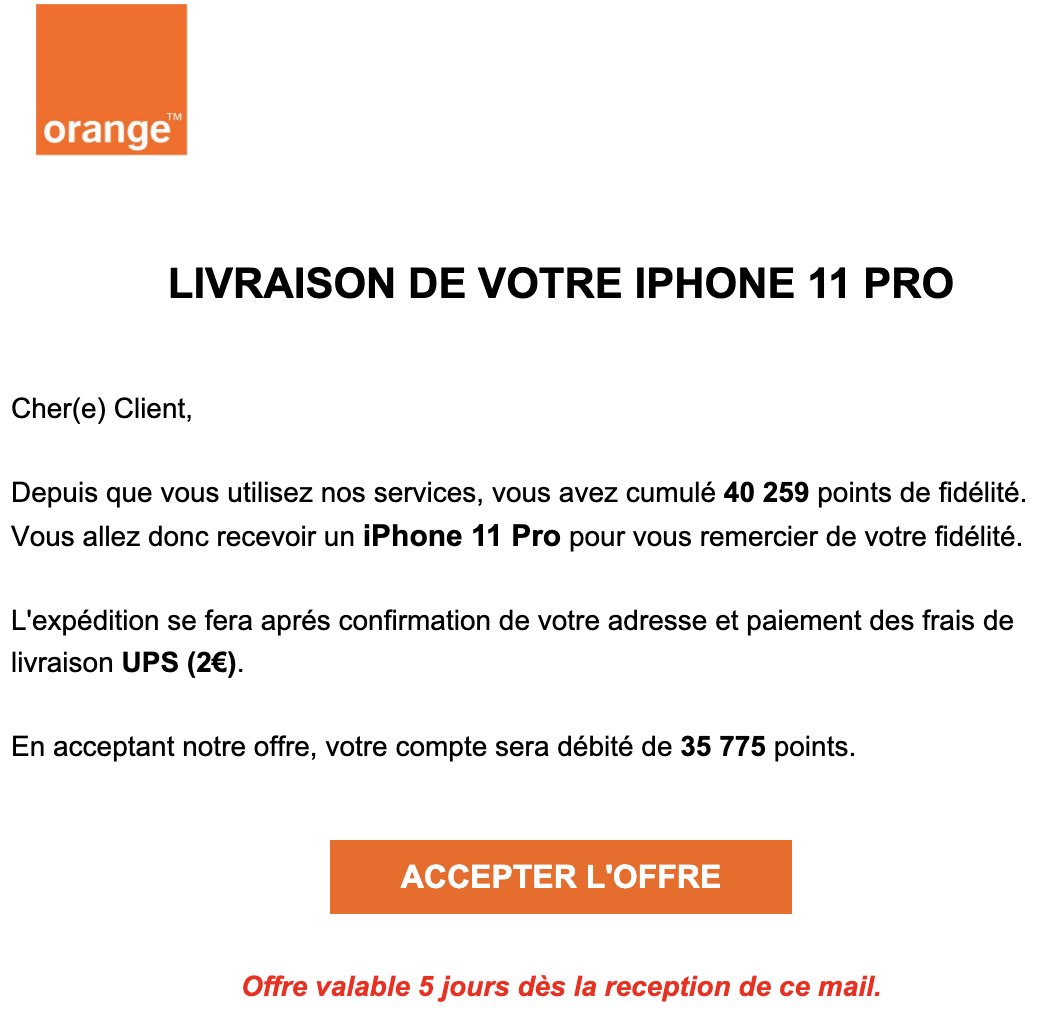 orange™
LIVRAISON DE VOTRE IPHONE 11 PRO
Cher(e) Client,
Depuis que vous utilisez nos services, vous avez cumulé 40 259 points de fidélité.
Vous allez donc recevoir un iPhone 11 Pro pour vous remercier de votre fidélité.
L'expédition se fera aprés confirmation de votre adresse et paiement des frais de
livraison UPS (2€).
En acceptant notre offre, votre compte sera débité de 35 775 points.
ACCEPTER L'OFFRE
Offre valable 5 jours dès la reception de ce mail.